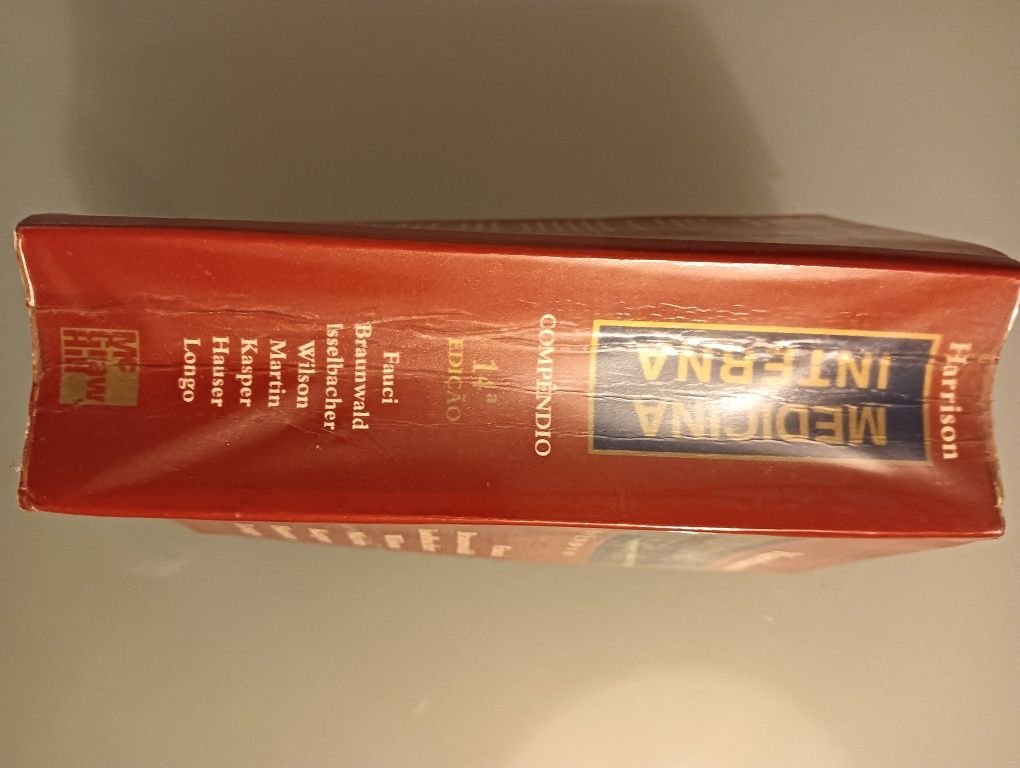 Harrison
MEDICINA
INTERNA
COMPÊNDIO
14ª
EDIÇÃO
Fauci
Braunwald
Isselbacher
Wilson
Martin
Kasper
Hauser
Longo
Mc
Graw
Hill